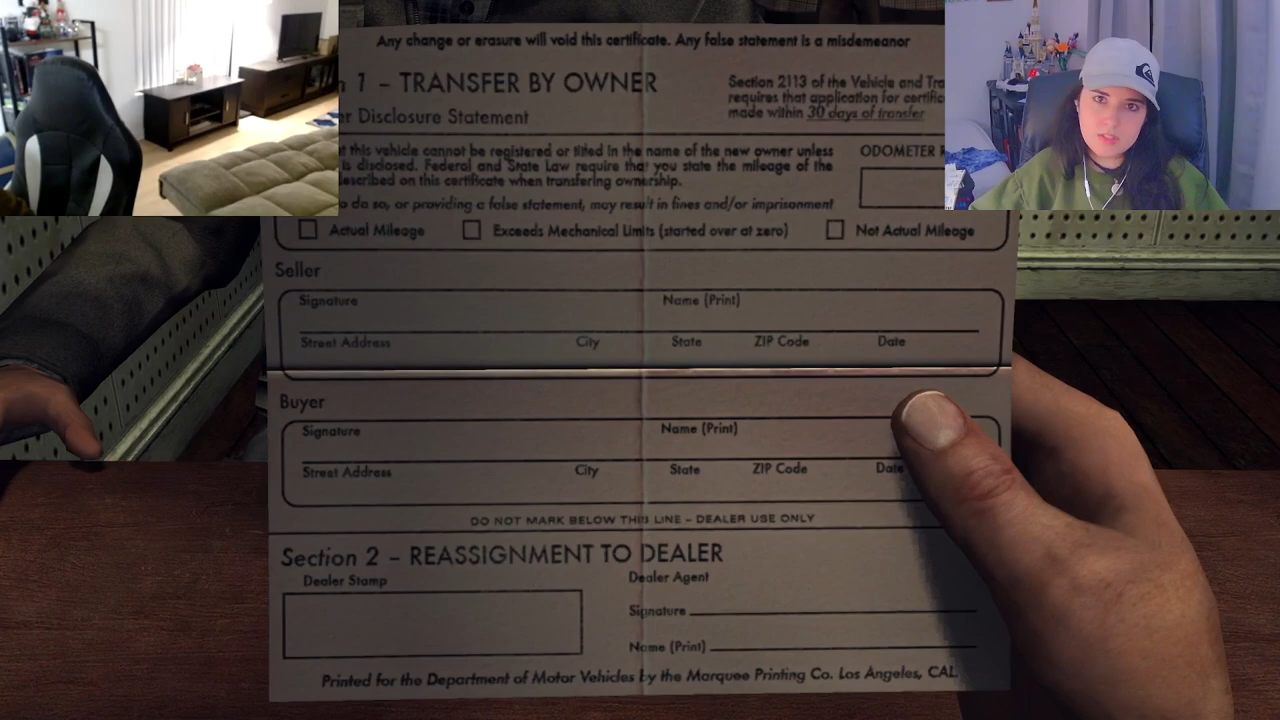 Any change or erasure will void this certificate. Any false statement is a misdemeanor
1 – TRANSFER BY OWNER
Disclosure Statement
Section 2113 of the Vehicle and
requires that application for
made within 30 days of transfer
this vehicle cannot be registered or titled in the name of the new owner unless
is disclosed. Federal and State Law require that you state the mileage of the
on this certificate when transfering ownership.
do so, or providing a false statement, may result in fines and/or imprisonment
ODOMETER
Actual Mileage
Exceeds Mechanical Limits (started over at zero)
Not Actual Mileage
Seller
Signature Name (Print)
Street Address City State ZIP Code Date
Buyer
Signature Name (Print)
Street Address City State ZIP Code Date
DO NOT MARK BELOW THIS LINE – DEALER USE ONLY
Section 2 – REASSIGNMENT TO DEALER
Dealer Stamp
Dealer Agent
Signature
Name (Print)
Printed for the Department of Motor Vehicles by the Marquee Printing Co. Los Angeles, CAL